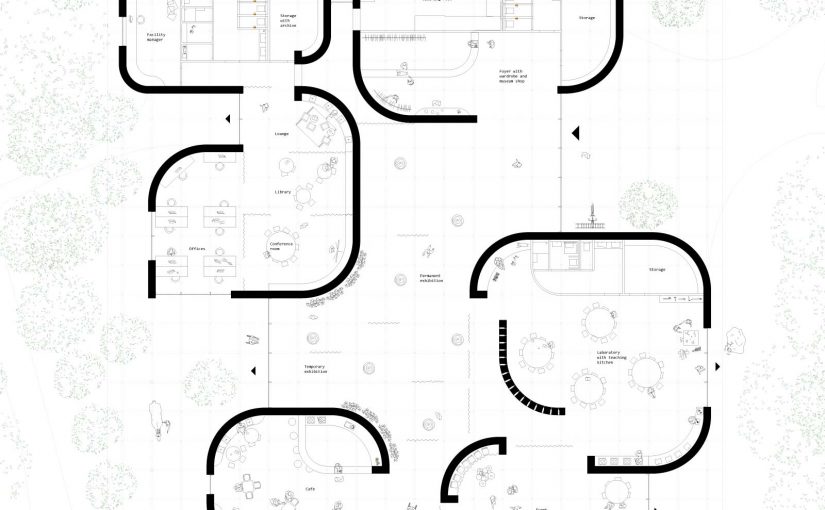 Storage
with
archive
Storage
Facility
manager
Foyer with
wardrobe and
museum shop
Lounge
Library
Offices
Conference
room
Storage
Permanent
exhibition
Laboratory
with teaching
kitchen
Temporary
exhibition
Cafe